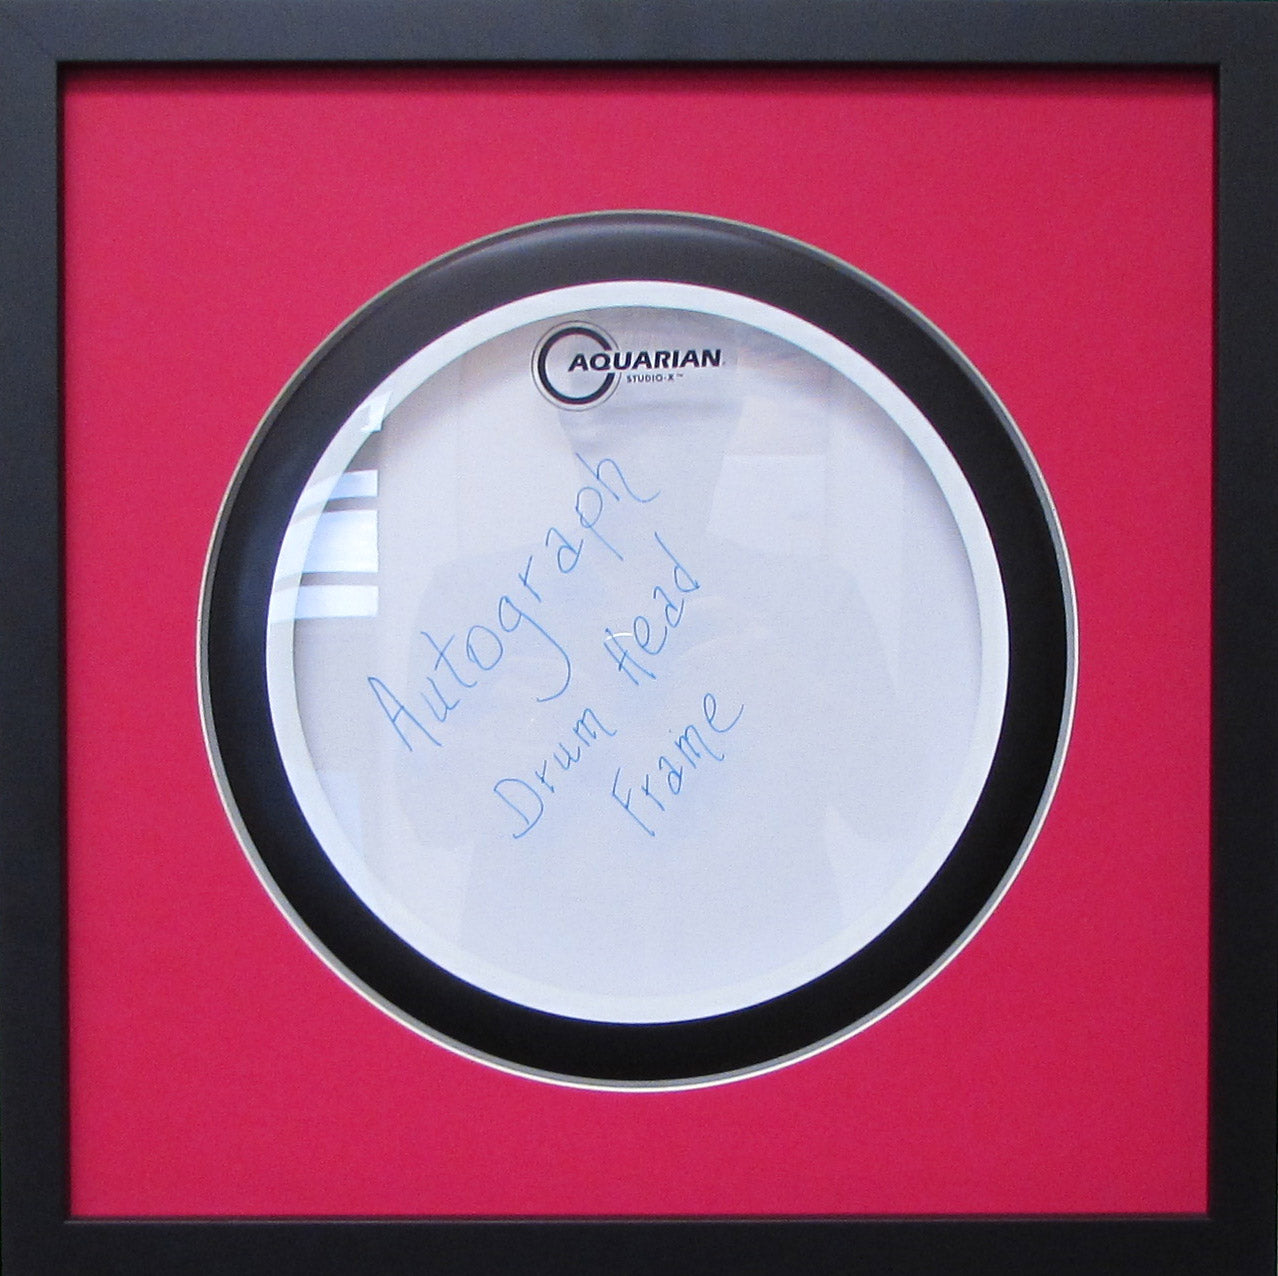 AQUARIAN
STUDIO-X™
Autograph
Drum Head
Frame